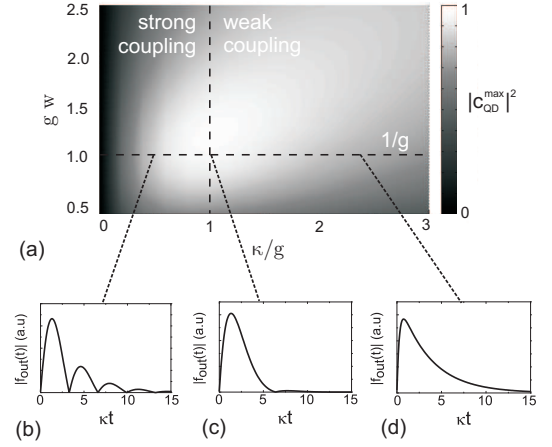 2.5
2.0
1.5
1.0
0.5
g w
strong
coupling
weak
coupling
1/g
0
1
2
3
κ/g
1
0
|c_QD^max|^2
(a)
|f_out(t)| (a.u)
0 5 10 15
κt
(b)
|f_out(t)| (a.u)
0 5 10 15
κt
(c)
|f_out(t)| (a.u)
0 5 10 15
κt
(d)